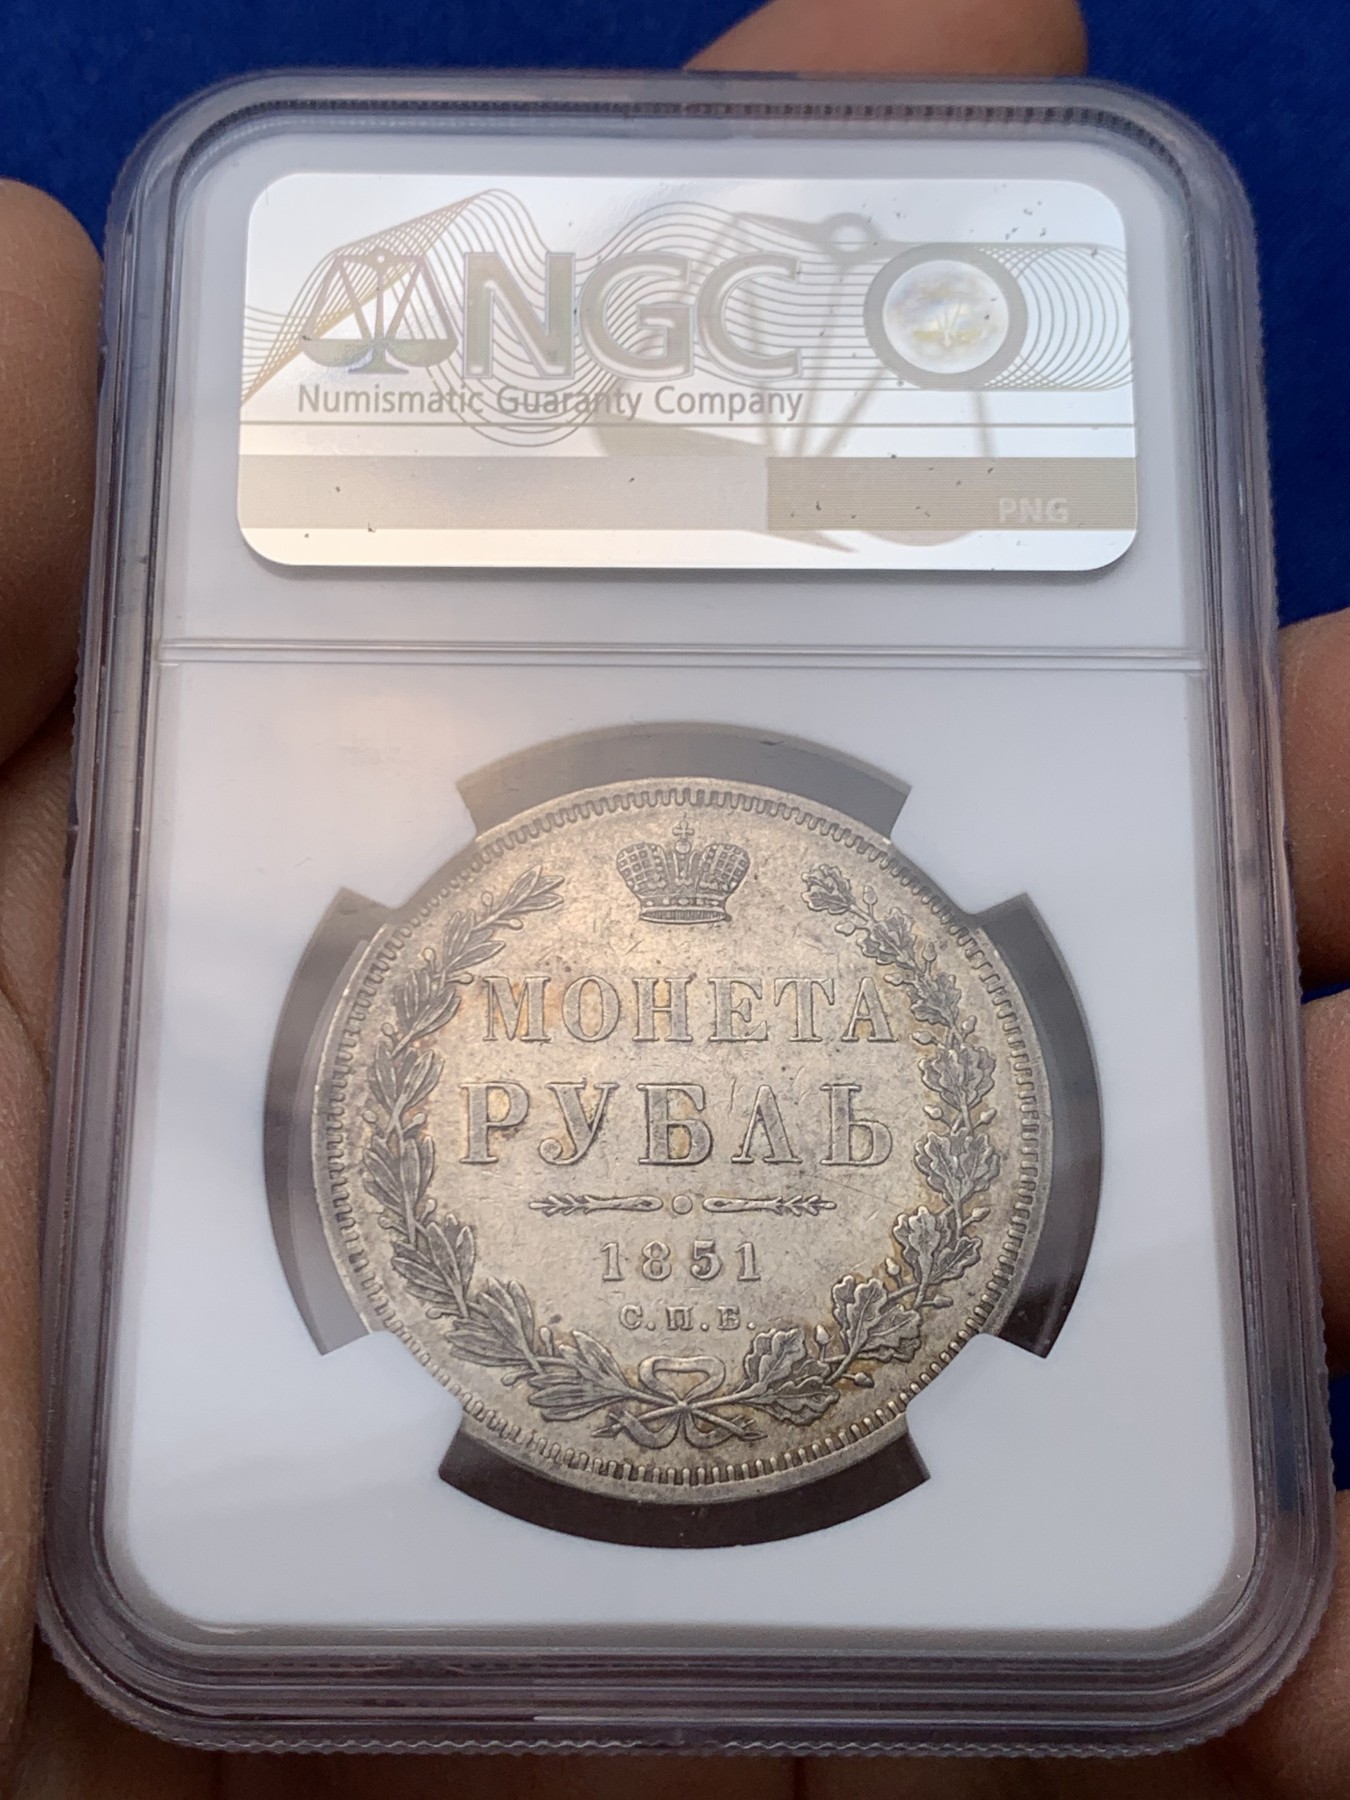 NGC
Numismatic Guaranty Company
PNG
МОНЕТА
РУБЛЬ
1851
С.П.Б.